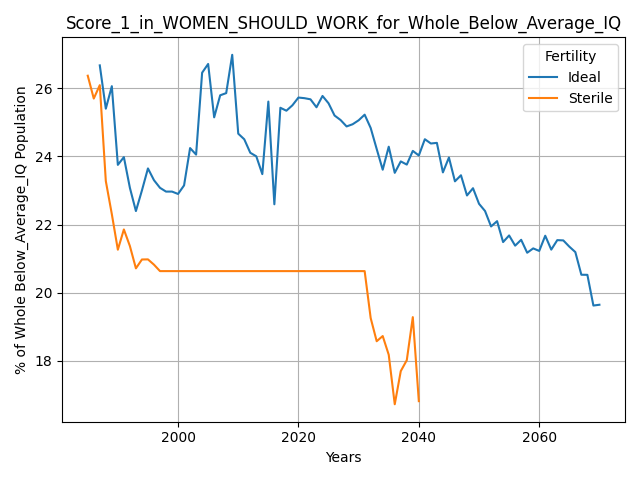 Score_1_in_WOMEN_SHOULD_WORK_for_Whole_Below_Average_IQ
Fertility
Ideal
Sterile
% of Whole Below_Average_IQ Population
26
24
22
20
18
2000 2020 2040 2060
Years